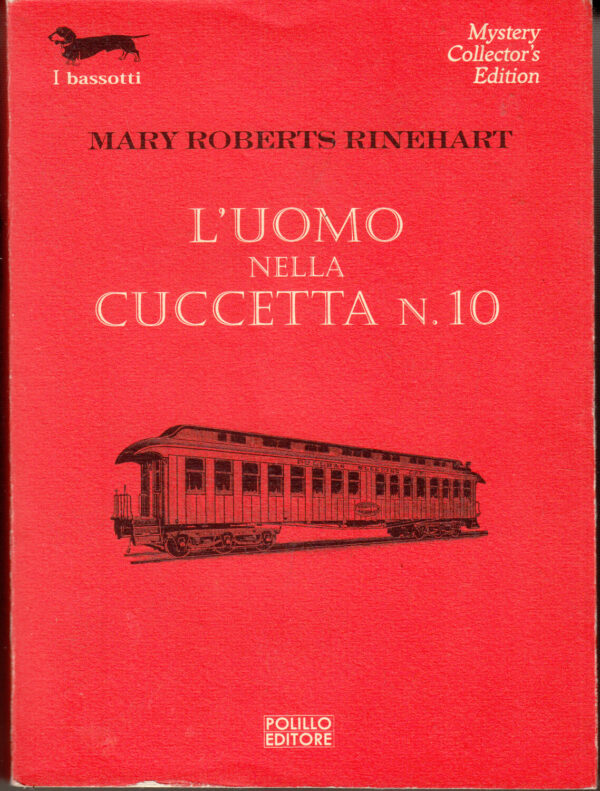 I bassotti
Mystery
Collector's
Edition
MARY ROBERTS RINEHART
L'UOMO
NELLA
CUCCETTA N. 10
POLILLO
EDITORE